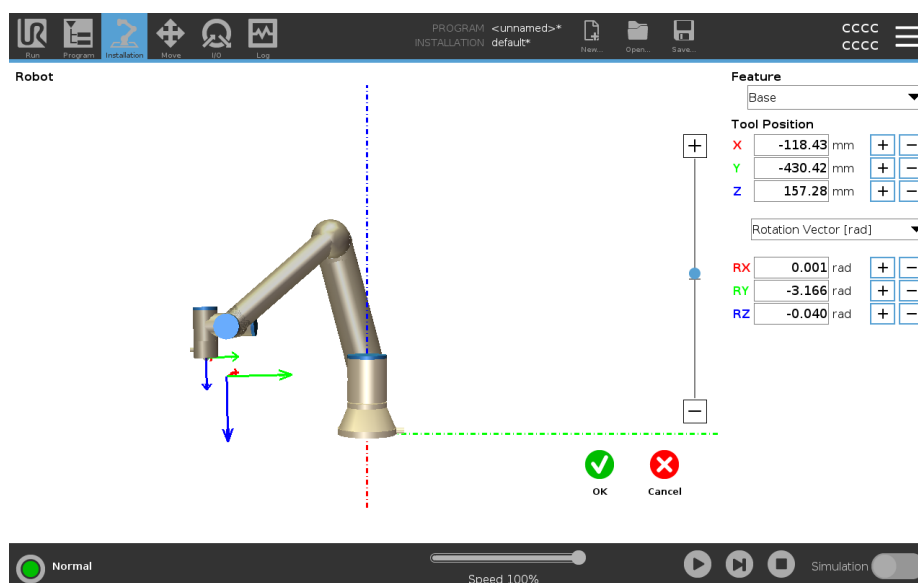 PROGRAM <unnamed>*
INSTALLATION default*
CCCC
CCCC
UR
Run
Program
Installation
Move
I/O
Log
New...
Open...
Save...
Robot
Feature
Base
Tool Position
X -118.43 mm + −
Y -430.42 mm + −
Z 157.28 mm + −
Rotation Vector [rad]
RX 0.001 rad + −
RY -3.166 rad + −
RZ -0.040 rad + −
+
−
OK
Cancel
Normal
Speed 100%
Simulation